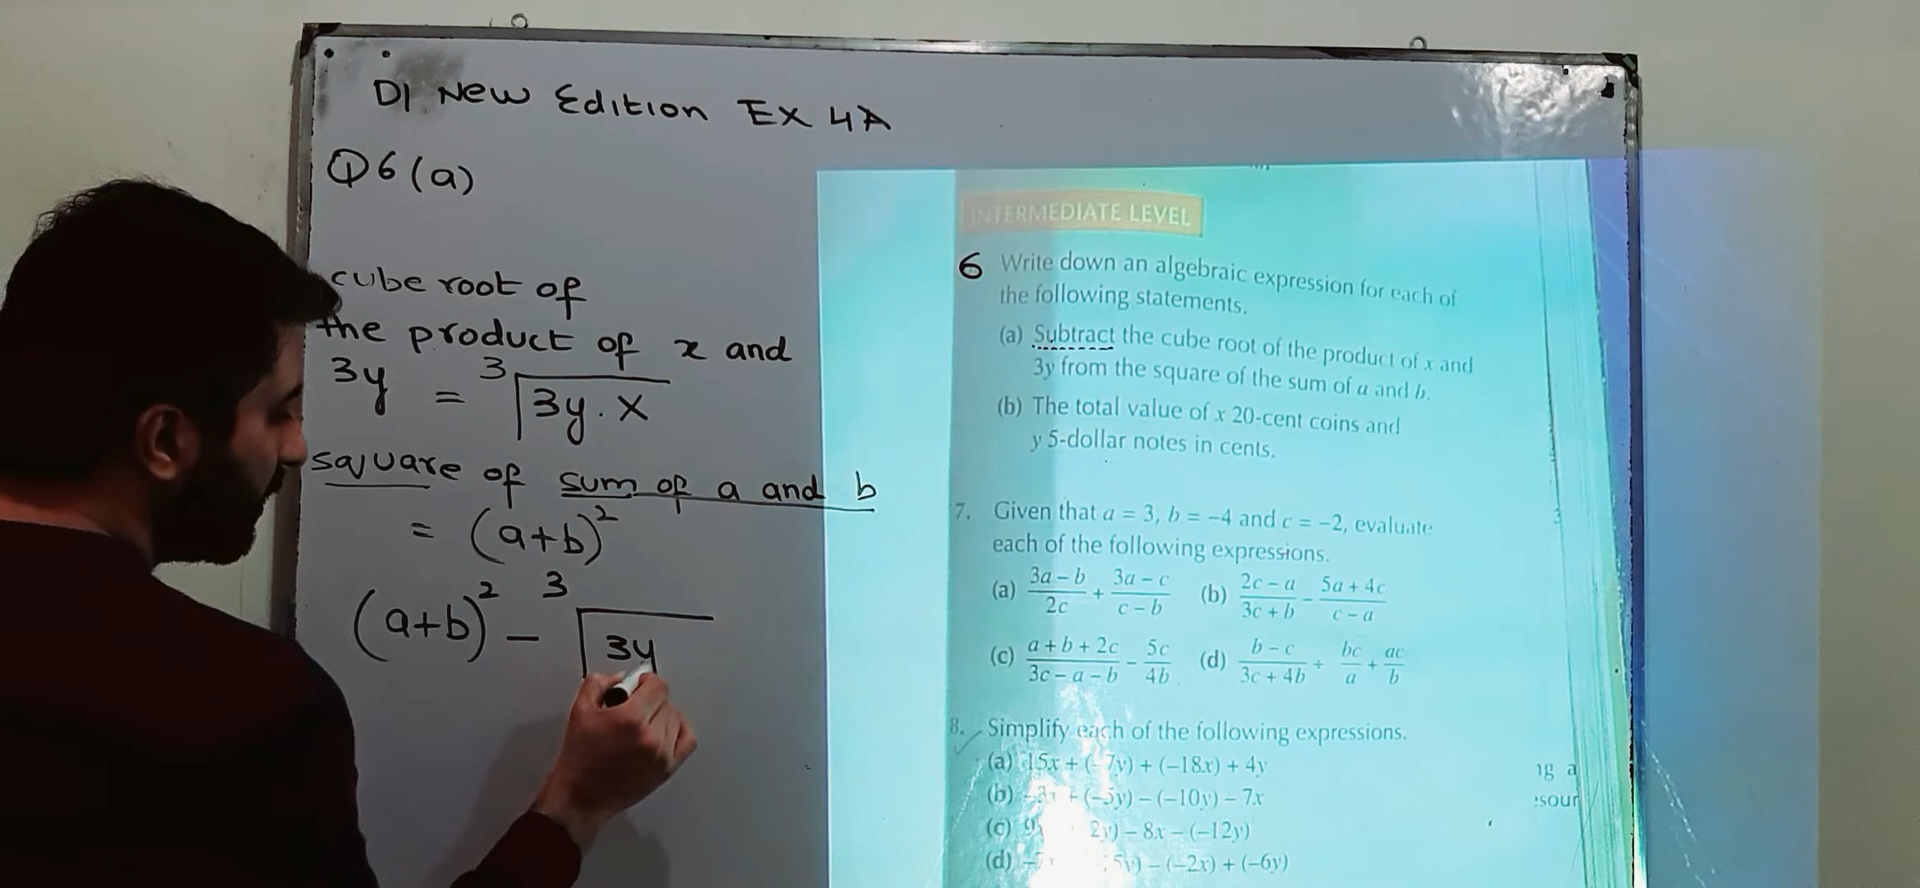 D1 New Edition EX 4A
Q6(a)
cube root of
the product of x and
3y = ³√3y.x
square of sum of a and b
= (a+b)²
(a+b)² - ³√3y
INTERMEDIATE LEVEL
6 Write down an algebraic expression for each of
the following statements.
(a) Subtract the cube root of the product of x and
3y from the square of the sum of a and b.
(b) The total value of x 20-cent coins and
y 5-dollar notes in cents.
7. Given that a = 3, b = −4 and c = −2, evaluate
each of the following expressions.
(a) (3a − b)/(2c) + (3a − c)/(c − b) (b) (2c − a)/(3c + b) − (5a + 4c)/(c − a)
(c) (a + b + 2c)/(3c − a − b) − 5c/4b (d) (b − c)/(3c + 4b) ÷ bc/a + ac/b
8. Simplify each of the following expressions.
(a) 15x + (−7y) + (−18x) + 4y
(b) + (−5y) − (−10y) − 7x
(c) 2y) − 8x − (−12y)
(d) 5y) − (−2x) + (−6y)